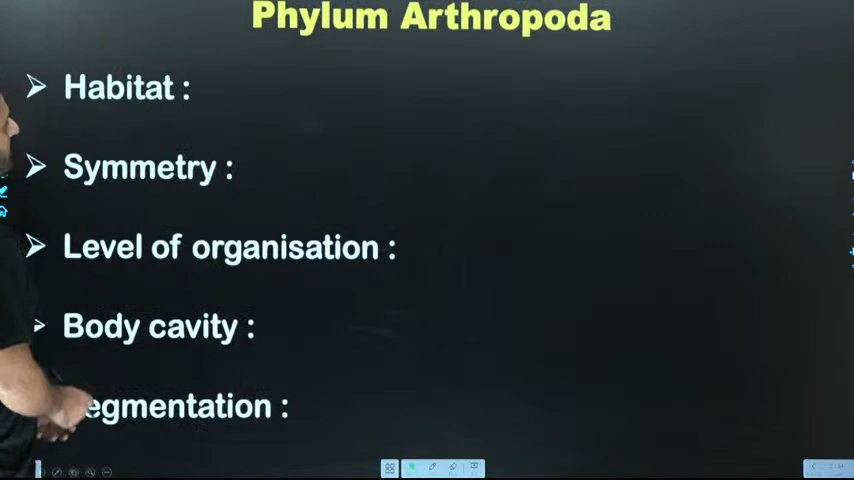 Phylum Arthropoda
Habitat :
Symmetry :
Level of organisation :
Body cavity :
egmentation :